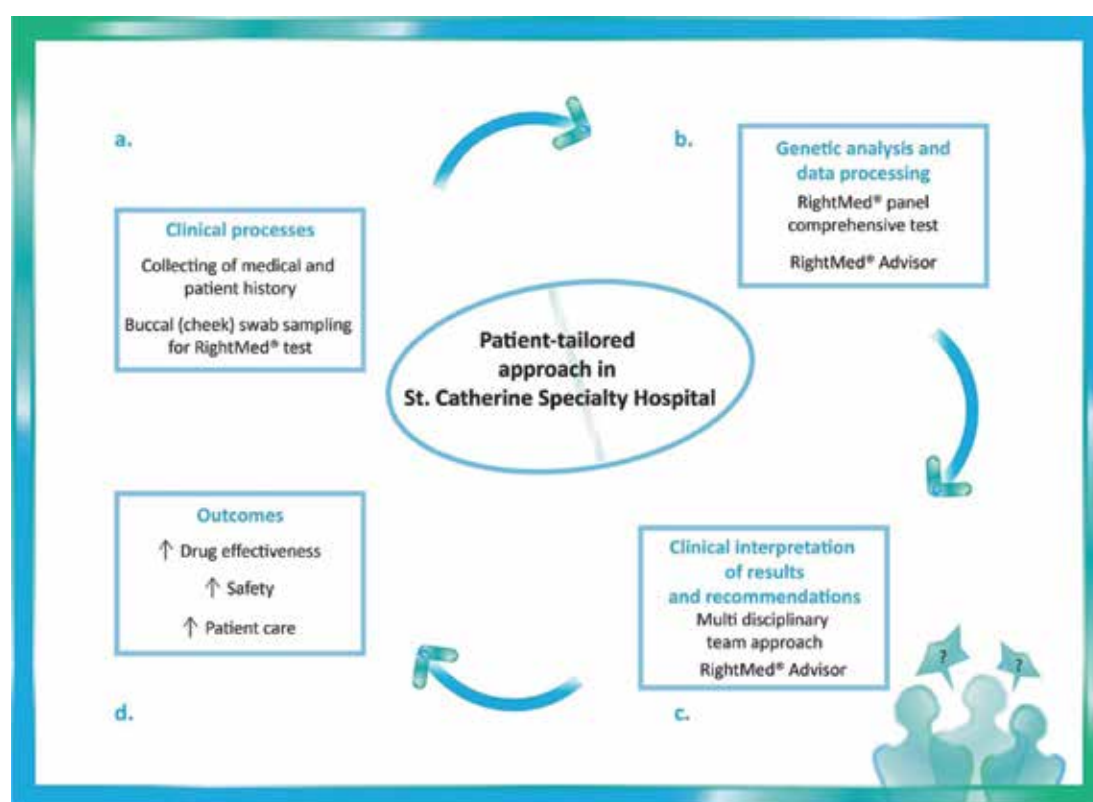 a.
Clinical processes
Collecting of medical and
patient history
Buccal (cheek) swab sampling
for RightMed® test
b.
Genetic analysis and
data processing
RightMed® panel
comprehensive test
RightMed® Advisor
Patient-tailored
approach in
St. Catherine Specialty Hospital
Clinical interpretation
of results
and recommendations
Multi disciplinary
team approach
RightMed® Advisor
c.
? ?
Outcomes
↑ Drug effectiveness
↑ Safety
↑ Patient care
d.